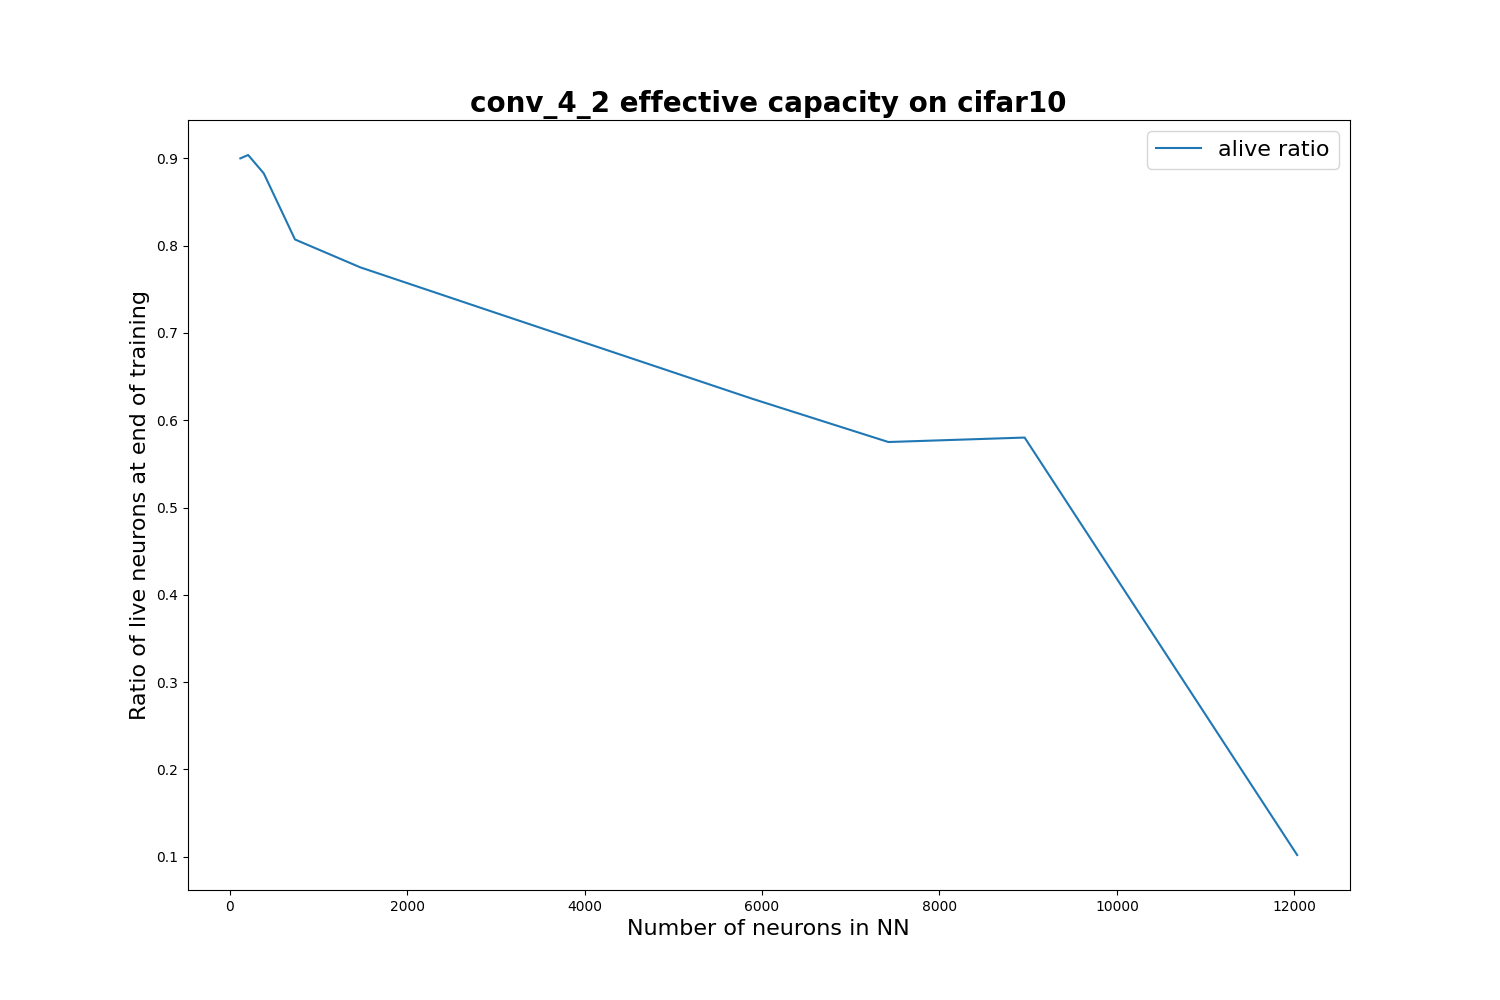 conv_4_2 effective capacity on cifar10
alive ratio
Ratio of live neurons at end of training
0.9
0.8
0.7
0.6
0.5
0.4
0.3
0.2
0.1
0 2000 4000 6000 8000 10000 12000
Number of neurons in NN